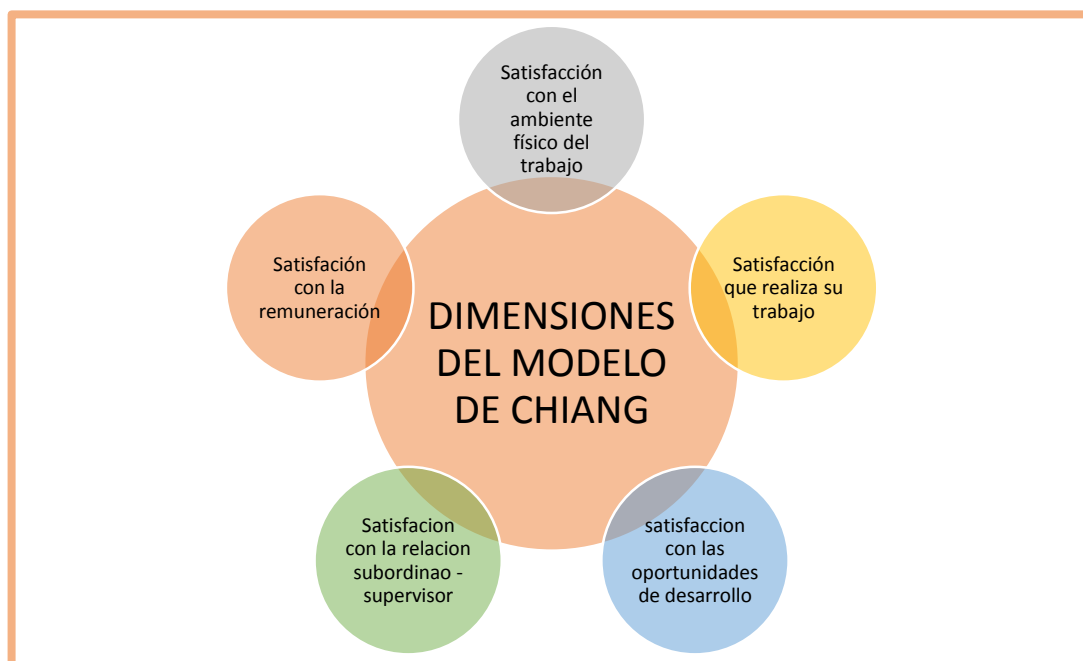 Satisfacción
con el
ambiente
físico del
trabajo
Satisfación
con la
remuneración
DIMENSIONES
DEL MODELO
DE CHIANG
Satisfacción
que realiza su
trabajo
Satisfacion
con la relacion
subordinao -
supervisor
satisfaccion
con las
oportunidades
de desarrollo